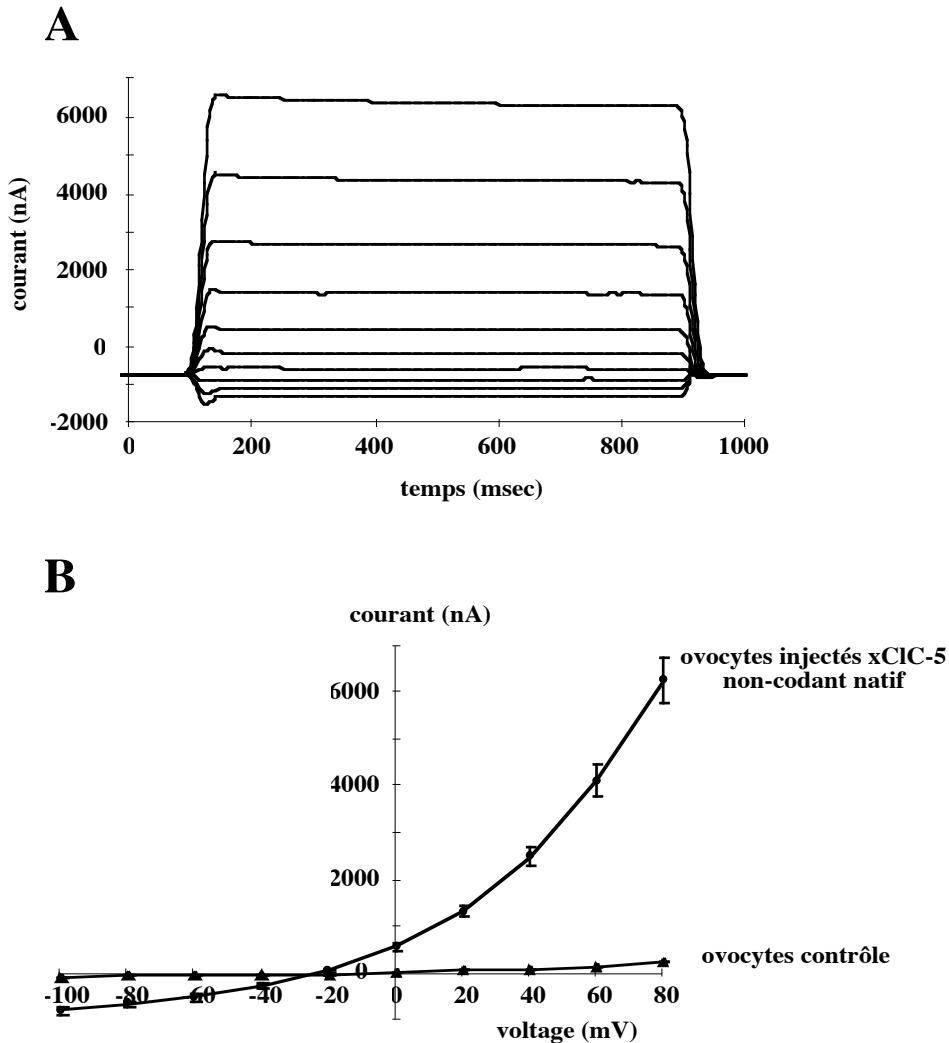 A
6000
4000
2000
0
-2000
courant (nA)
0 200 400 600 800 1000
temps (msec)
B
courant (nA)
ovocytes injectés xClC-5
non-codant natif
6000
4000
2000
ovocytes contrôle
0
-100 -80 -60 -40 -20 0 20 40 60 80
voltage (mV)